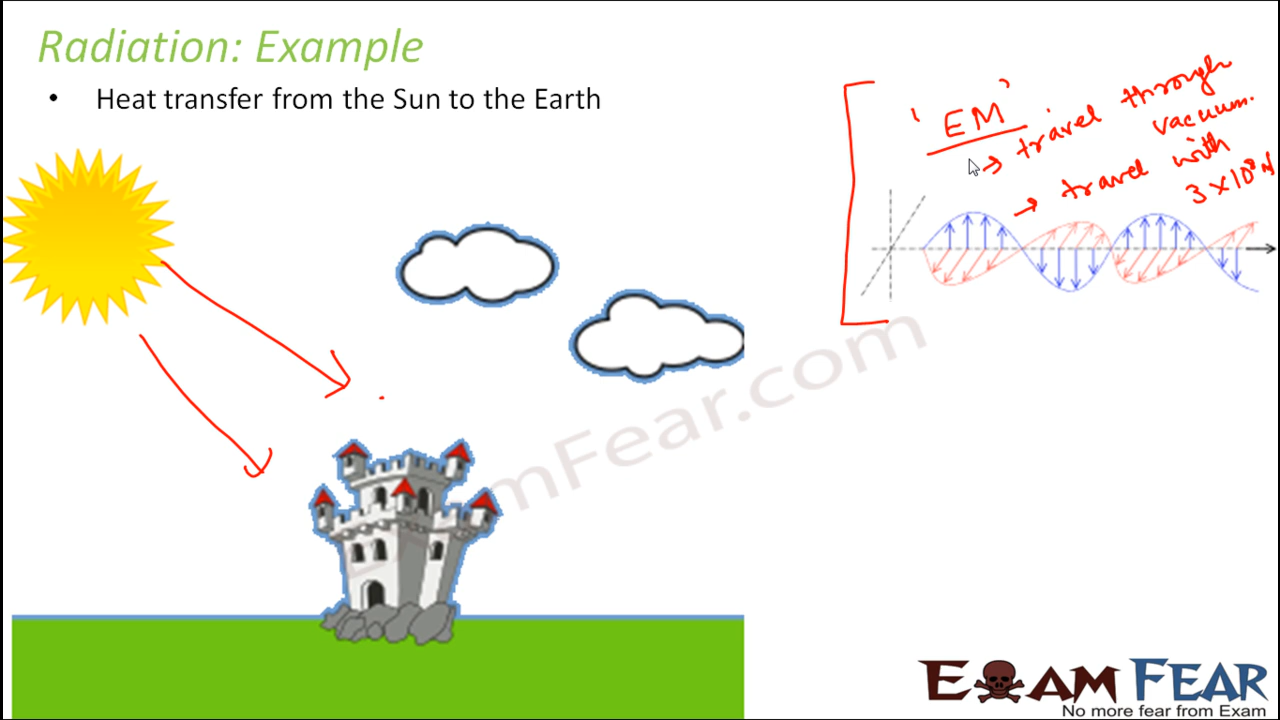 Radiation: Example
• Heat transfer from the Sun to the Earth
' EM '
→ travel through
vacuum.
→ travel with
3 x 10⁸
ExamFear.com
EXAM FEAR
No more fear from Exam